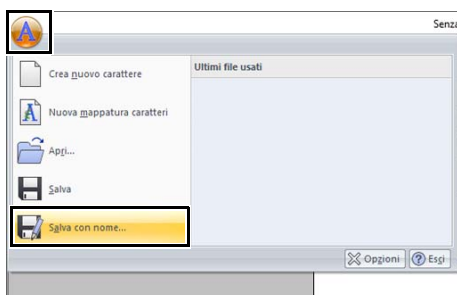 Senza
Crea nuovo carattere
Ultimi file usati
Nuova mappatura caratteri
Apri...
Salva
Salva con nome...
Opzioni
Esci